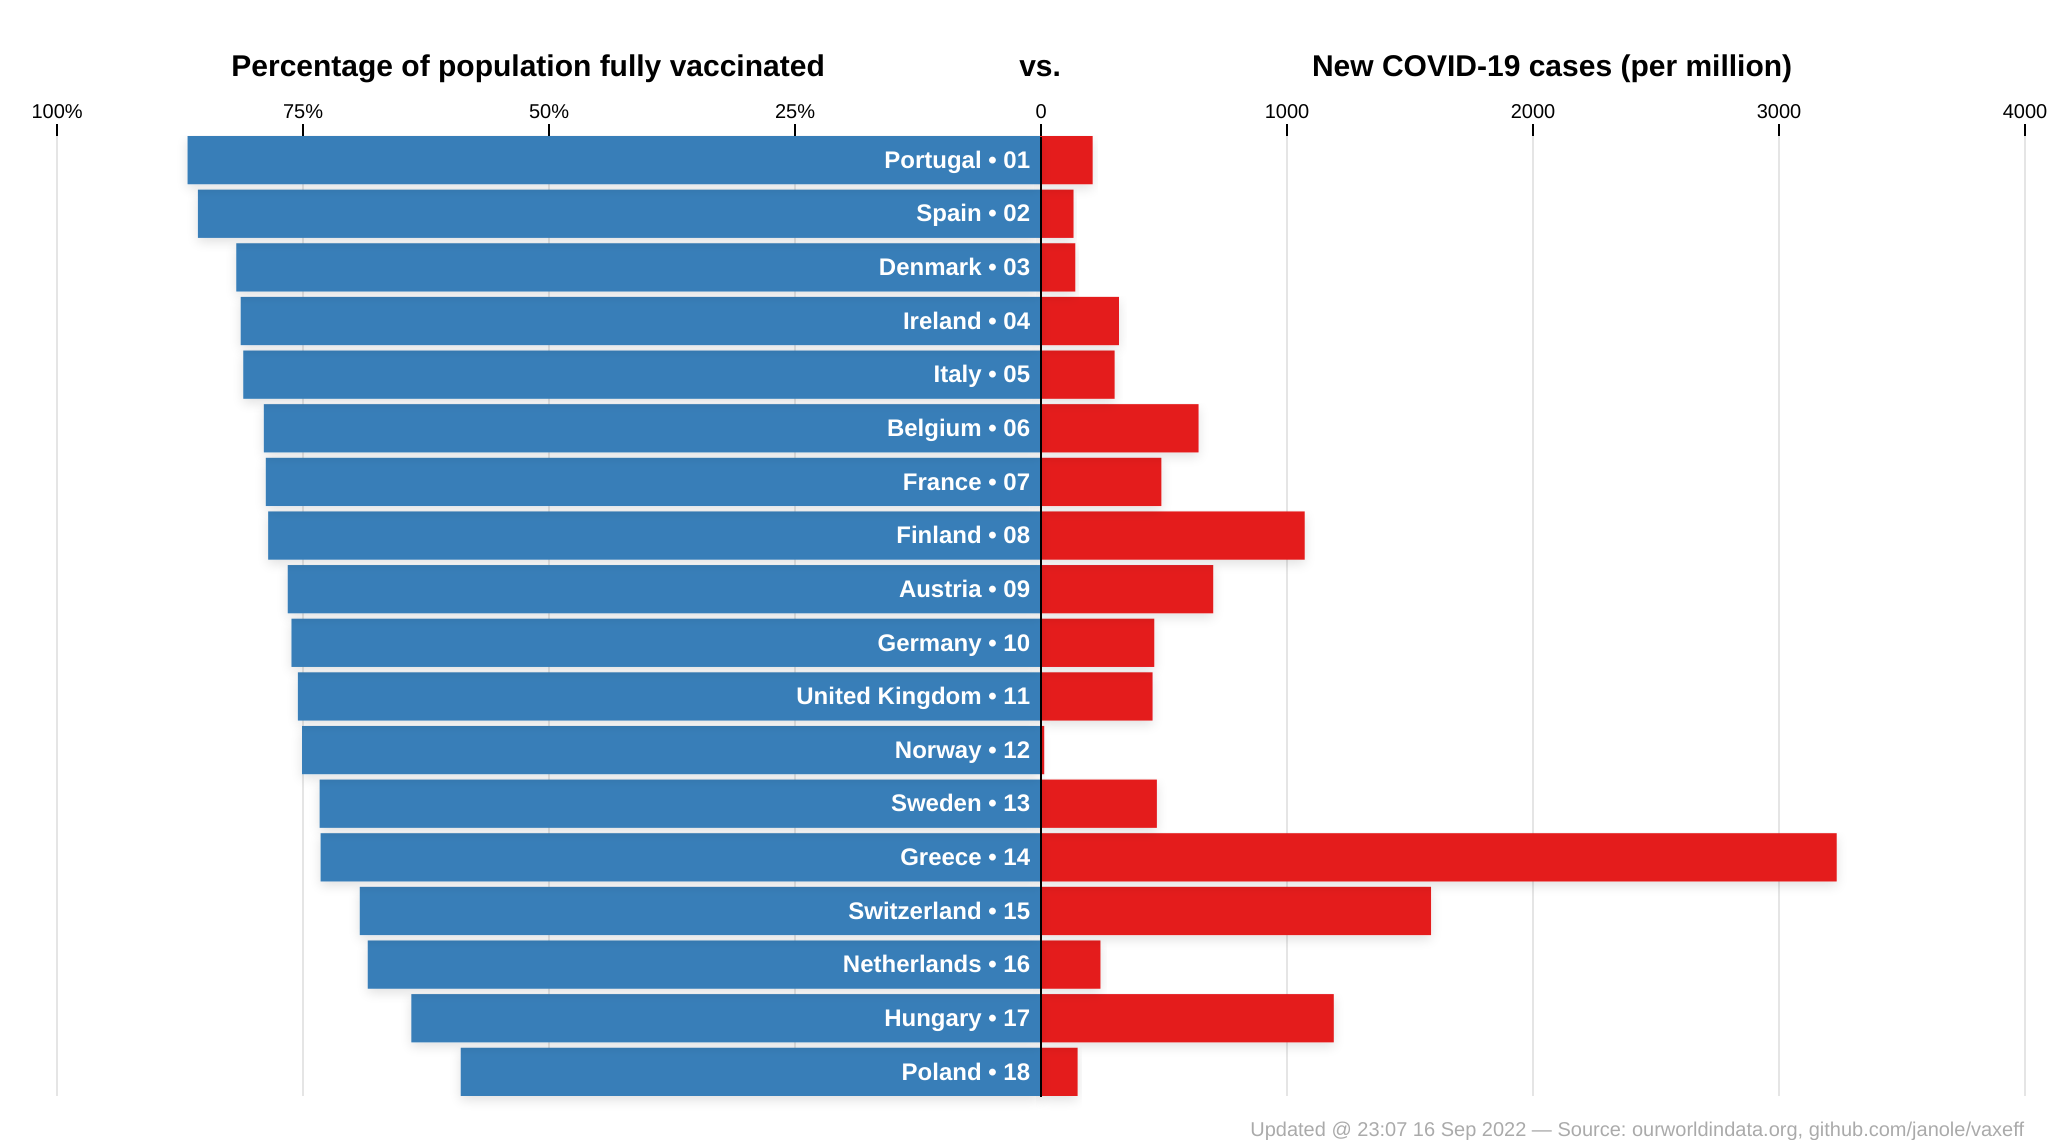 Percentage of population fully vaccinated vs. New COVID-19 cases (per million)
100% 75% 50% 25% 0 1000 2000 3000 4000
Portugal • 01
Spain • 02
Denmark • 03
Ireland • 04
Italy • 05
Belgium • 06
France • 07
Finland • 08
Austria • 09
Germany • 10
United Kingdom • 11
Norway • 12
Sweden • 13
Greece • 14
Switzerland • 15
Netherlands • 16
Hungary • 17
Poland • 18
Updated @ 23:07 16 Sep 2022 — Source: ourworldindata.org, github.com/janole/vaxeff